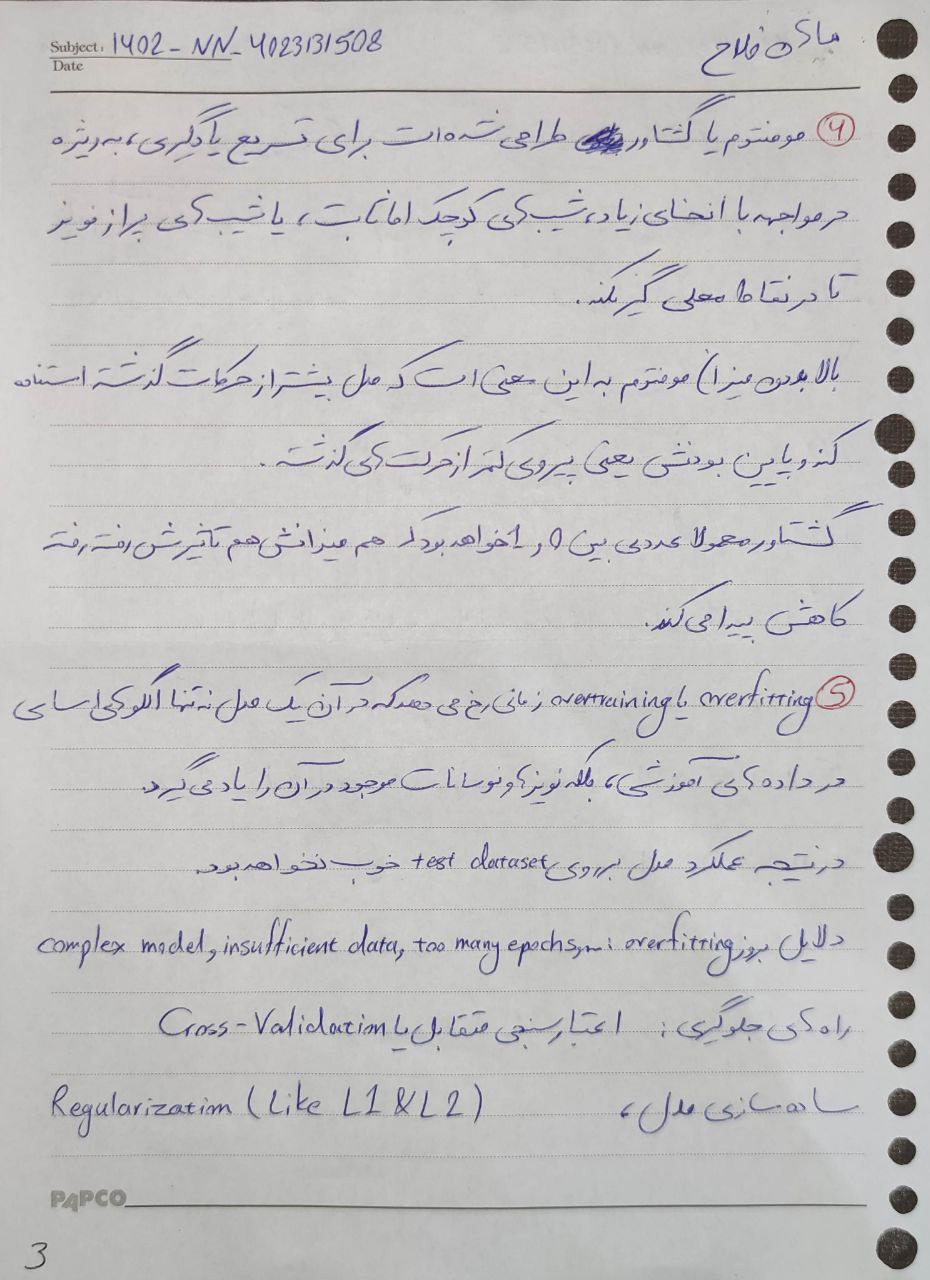 Subject: 1402-NN-4023131508
Date
فلاح
4 مومنتوم یا گشتاور طراحی شده است برای تسریع یادگیری، به ویژه
در مواجهه با انحنای زیاد، شیب‌های کوچک اما ثابت، یا شیب‌های پر از نویز
تا در نقاط محلی گیر نکند.
بالا بودن میزان مومنتوم به این معنی است که مدل بیشتر از حرکات گذشته استفاده
کند و پایین بودنش یعنی پیروی کمتر از حرکت‌های گذشته.
گشتاور معمولا عددی بین 0 و 1 خواهد بود که هم میزانش هم تاثیرش رفته رفته
کاهش پیدا می‌کند.
5 overfitting یا overtraining زمانی رخ می دهد که در آن یک مدل نه تنها الگوهای اساسی
در داده‌های آموزشی، بلکه نویزها و نوسانات موجود در آن را یاد می‌گیرد.
در نتیجه عملکرد مدل بر روی test dataset خوب نخواهد بود.
دلایل بروز overfitting: complex model, insufficient data, too many epochs,...
راه‌های جلوگیری: اعتبارسنجی متقابل یا Cross-Validation
ساده سازی مدل، Regularization (Like L1 & L2)
PAPCO
3